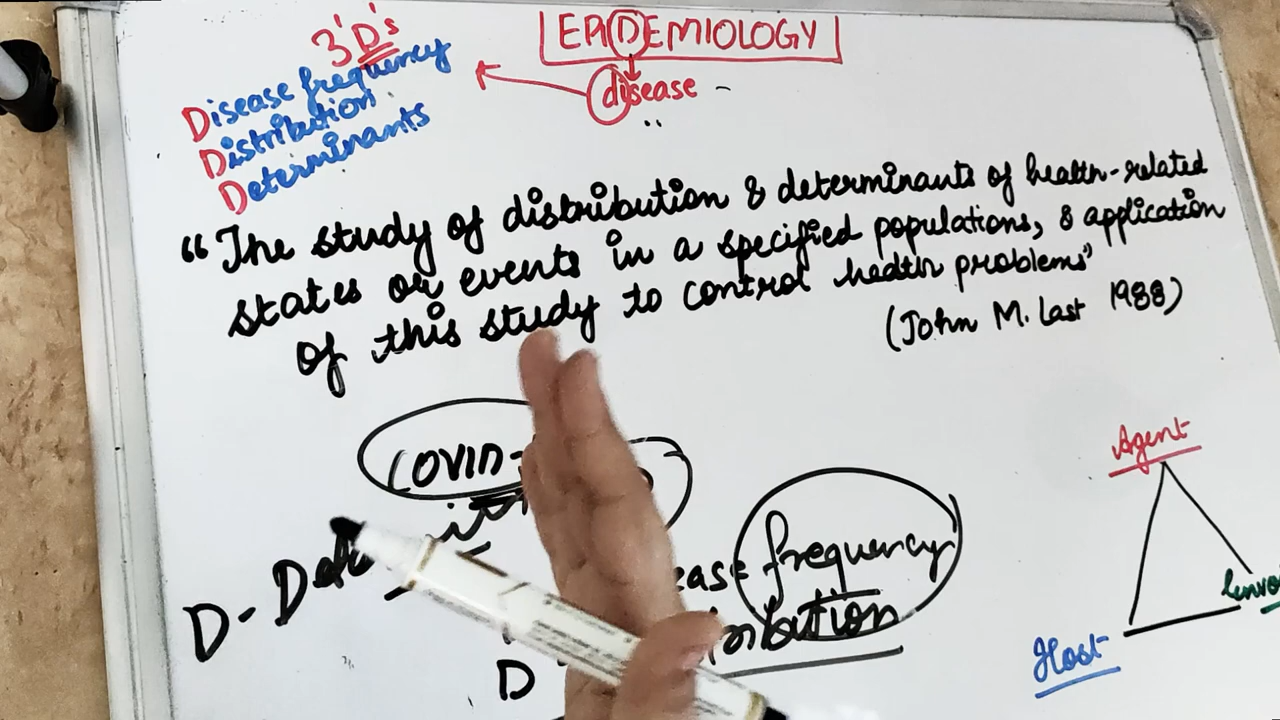 3'D's
EPIDEMIOLOGY
Disease frequency
disease
Distribution
Determinants
"The study of distribution & determinants of health-related
states or events in a specified populations, & application
of this study to control health problems"
(John M. Last 1988)
COVID-
Agent
frequency
D-
D
Host